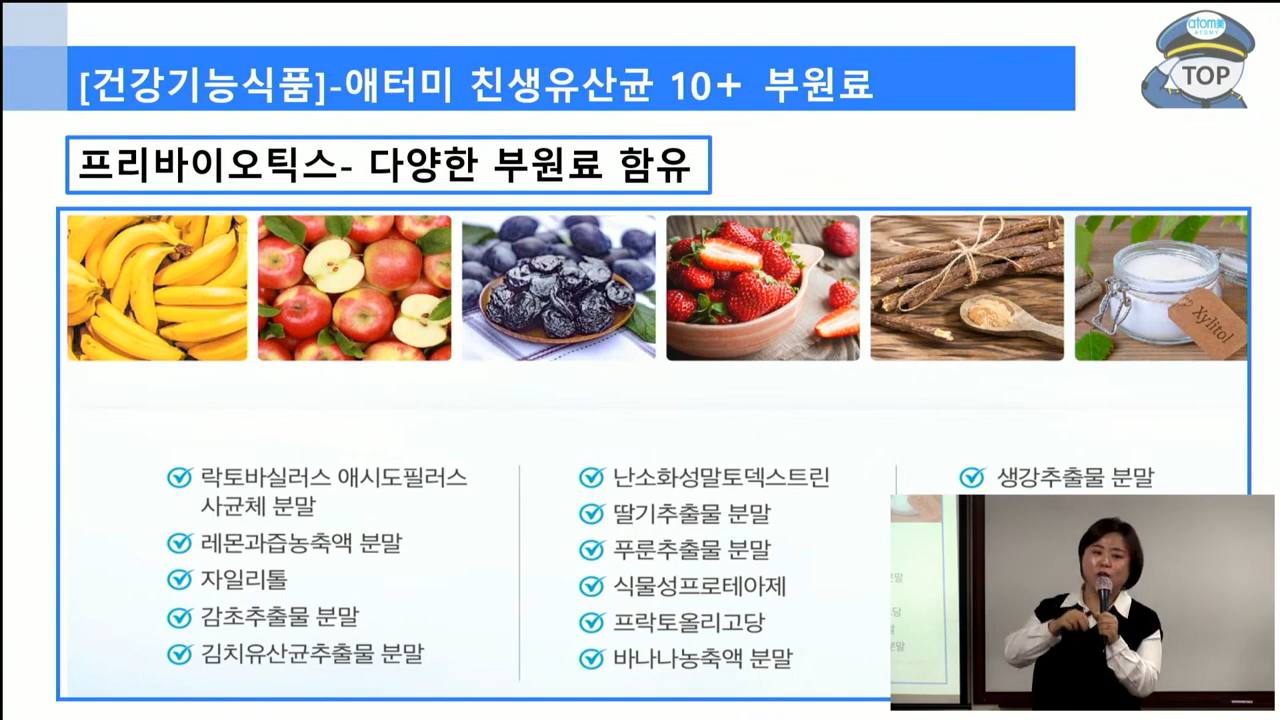 [건강기능식품]-애터미 친생유산균 10+ 부원료
atom美
ATOMY
TOP
프리바이오틱스- 다양한 부원료 함유
Xylitol
락토바실러스 애시도필러스
사균체 분말
레몬과즙농축액 분말
자일리톨
감초추출물 분말
김치유산균추출물 분말
난소화성말토덱스트린
딸기추출물 분말
푸룬추출물 분말
식물성프로테아제
프락토올리고당
바나나농축액 분말
생강추출물 분말